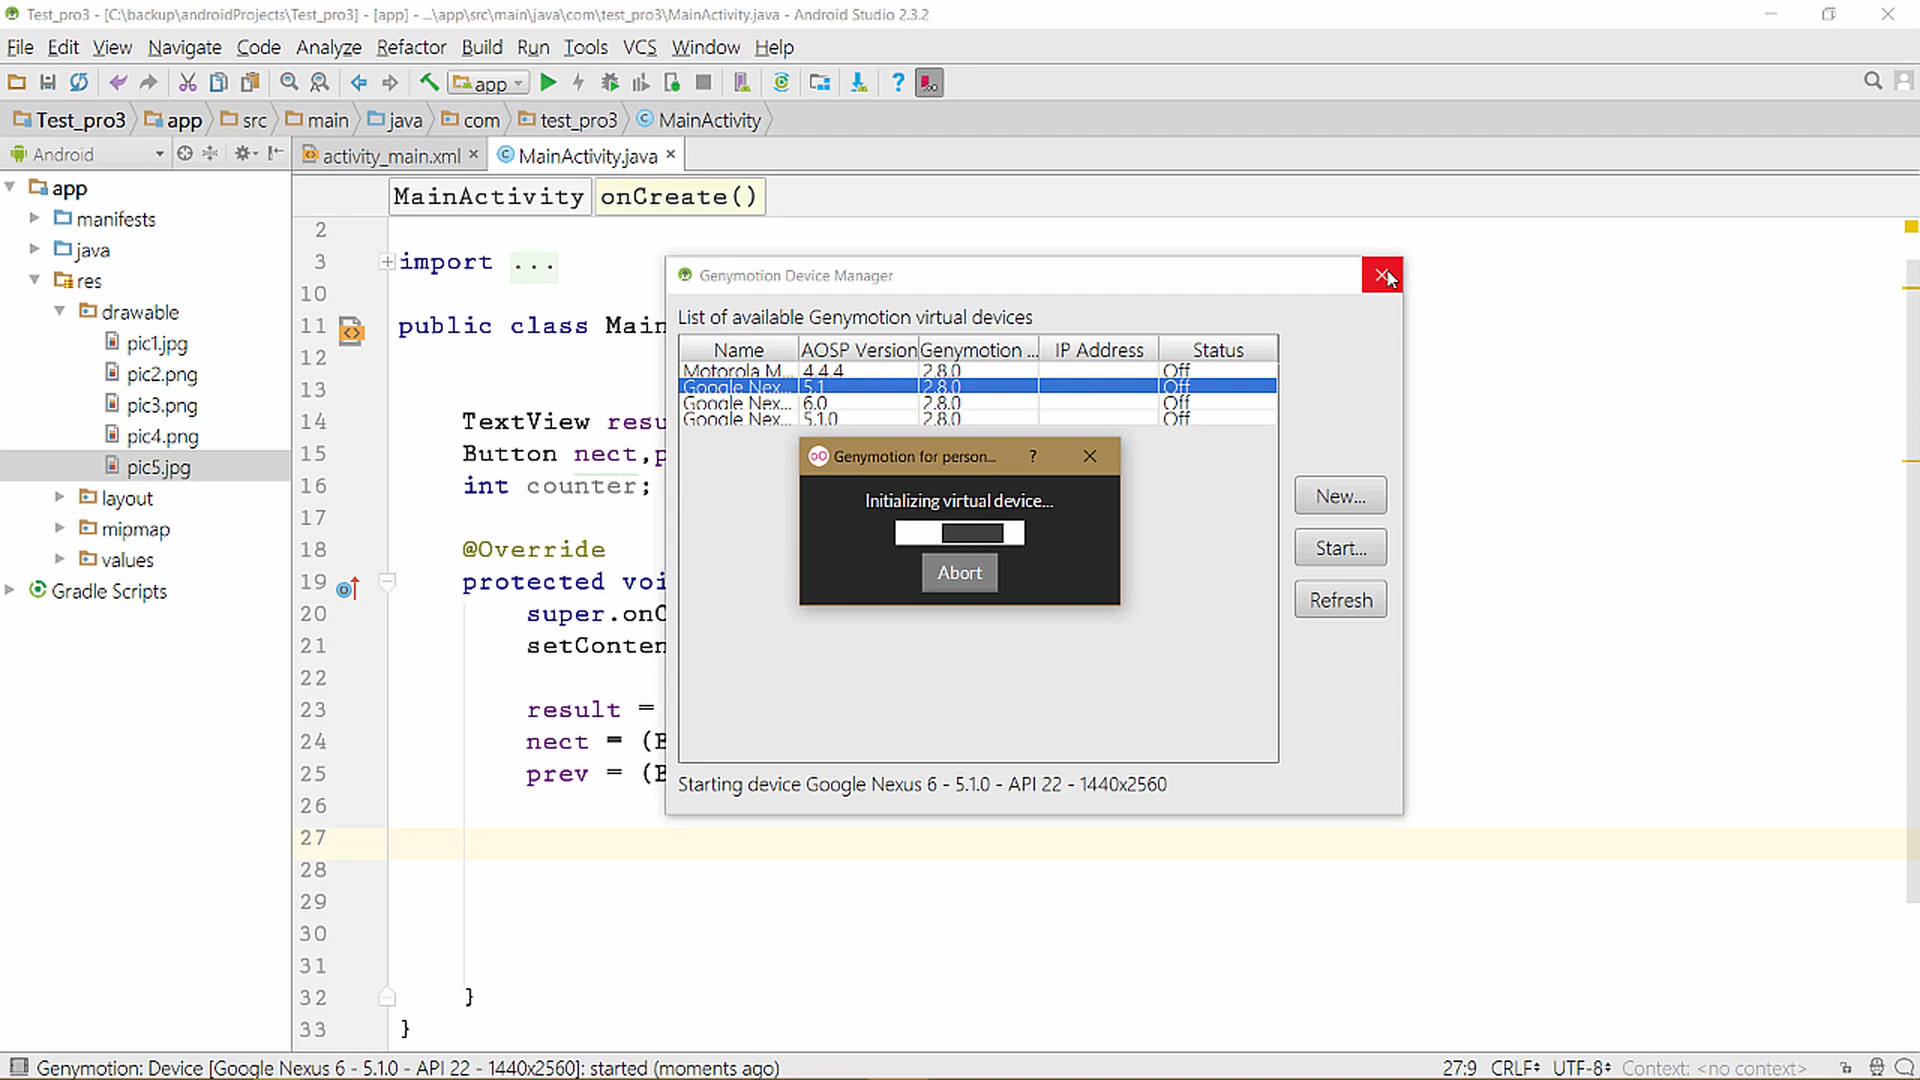 Test_pro3 - [C:\backup\androidProjects\Test_pro3] - [app] - ...\app\src\main\java\com\test_pro3\MainActivity.java - Android Studio 2.3.2
File Edit View Navigate Code Analyze Refactor Build Run Tools VCS Window Help
app
Test_pro3 app src main java com test_pro3 MainActivity
Android
activity_main.xml MainActivity.java
MainActivity onCreate()
app
manifests
java
res
drawable
pic1.jpg
pic2.png
pic3.png
pic4.png
pic5.jpg
layout
mipmap
values
Gradle Scripts
2
3 import ...
10
11 public class Main
12
13
14 TextView resu
15 Button nect,p
16 int counter;
17
18 @Override
19 protected voi
20 super.onC
21 setConten
22
23 result =
24 nect = (B
25 prev = (B
26
27
28
29
30
31
32 }
33 }
Genymotion Device Manager
List of available Genymotion virtual devices
Name AOSP Version Genymotion ... IP Address Status
Motorola M... 4.4.4 2.8.0 Off
Google Nex... 5.1 2.8.0 Off
Google Nex... 6.0 2.8.0 Off
Google Nex... 5.1.0 2.8.0 Off
Genymotion for person... ?
Initializing virtual device...
Abort
New...
Start...
Refresh
Starting device Google Nexus 6 - 5.1.0 - API 22 - 1440x2560
Genymotion: Device [Google Nexus 6 - 5.1.0 - API 22 - 1440x2560]: started (moments ago) 27:9 CRLF UTF-8 Context: <no context>